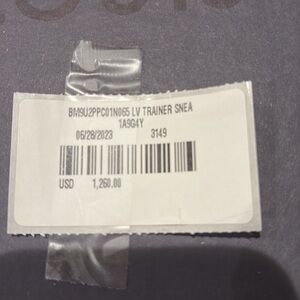 BM9U2PPC01N065 LV TRAINER SNEA
1A9G4Y
06/28/2023 3149
USD 1,260.00